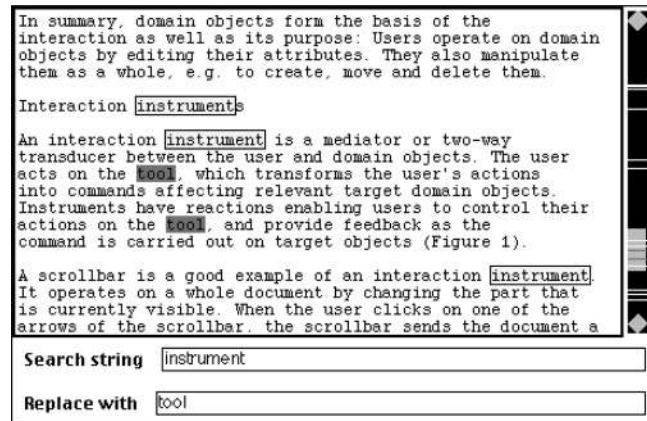 In summary, domain objects form the basis of the
interaction as well as its purpose: Users operate on domain
objects by editing their attributes. They also manipulate
them as a whole, e.g. to create, move and delete them.
Interaction instruments
An interaction instrument is a mediator or two-way
transducer between the user and domain objects. The user
acts on the tool, which transforms the user's actions
into commands affecting relevant target domain objects.
Instruments have reactions enabling users to control their
actions on the tool, and provide feedback as the
command is carried out on target objects (Figure 1).
A scrollbar is a good example of an interaction instrument.
It operates on a whole document by changing the part that
is currently visible. When the user clicks on one of the
arrows of the scrollbar, the scrollbar sends the document a
Search string instrument
Replace with tool